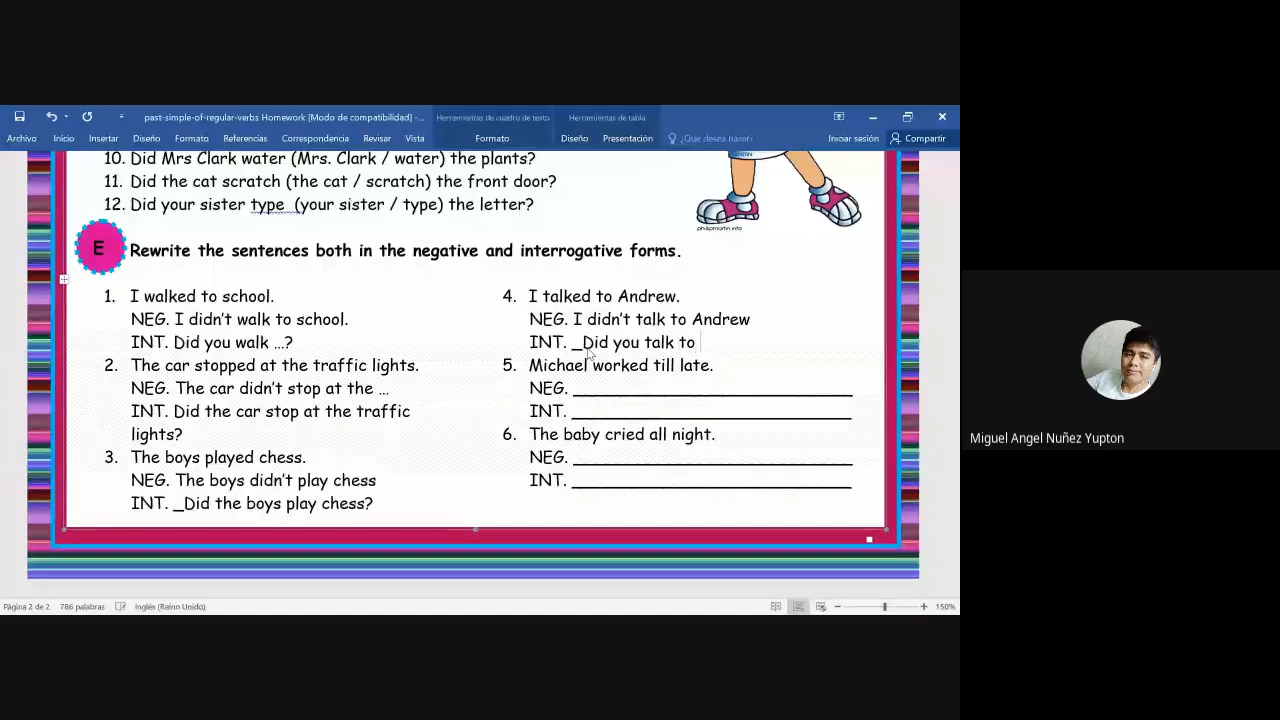 past-simple-of-regular-verbs Homework [Modo de compatibilidad] -...
Herramientas de cuadro de texto
Herramientas de tabla
Archivo Inicio Insertar Diseño Formato Referencias Correspondencia Revisar Vista Formato Diseño Presentación ¿Qué desea hacer? Iniciar sesión Compartir
10. Did Mrs Clark water (Mrs. Clark / water) the plants?
11. Did the cat scratch (the cat / scratch) the front door?
12. Did your sister type (your sister / type) the letter?
philipmartin.info
E Rewrite the sentences both in the negative and interrogative forms.
1. I walked to school.
NEG. I didn't walk to school.
INT. Did you walk ...?
2. The car stopped at the traffic lights.
NEG. The car didn't stop at the ...
INT. Did the car stop at the traffic
lights?
3. The boys played chess.
NEG. The boys didn't play chess
INT. _Did the boys play chess?
4. I talked to Andrew.
NEG. I didn't talk to Andrew
INT. _Did you talk to
5. Michael worked till late.
NEG. ____________________________
INT. ____________________________
6. The baby cried all night.
NEG. ____________________________
INT. ____________________________
Miguel Angel Nuñez Yupton
Página 2 de 2 786 palabras Inglés (Reino Unido) 150%